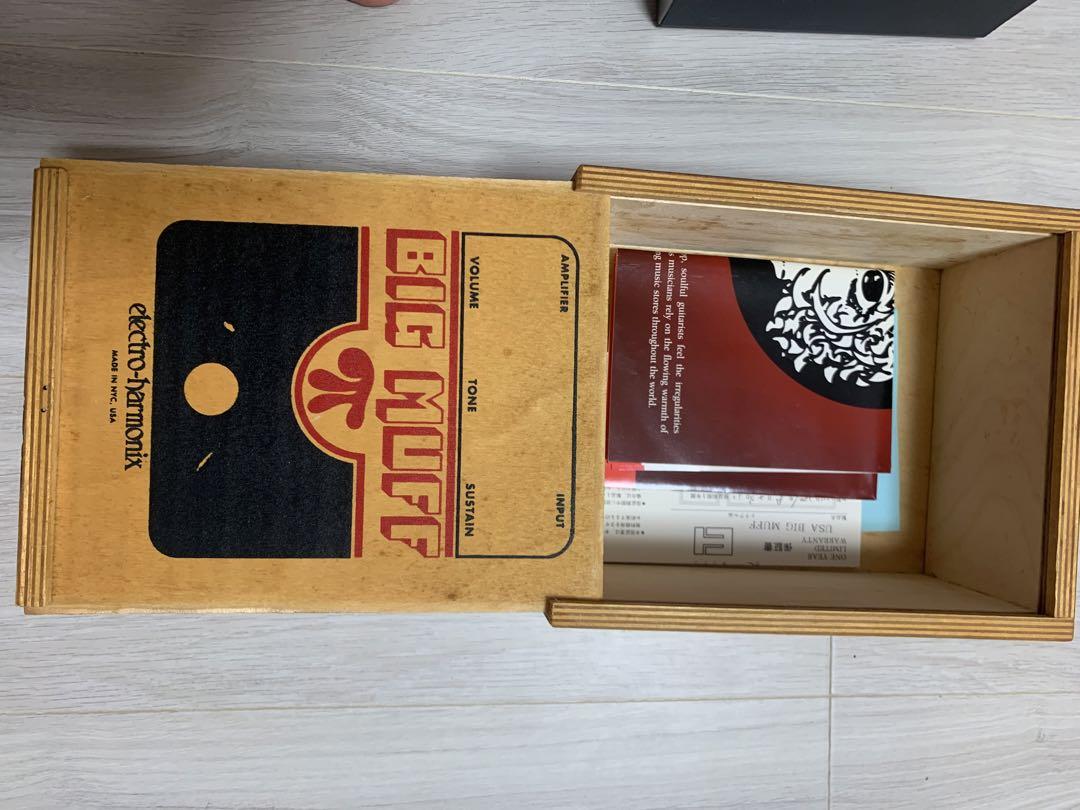 AMPLIFIER INPUT
VOLUME TONE SUSTAIN
BIG MUFF
electro-harmonix
MADE IN NYC, USA
soulful guitarists feel the irregularities
musicians rely on the flowing warmth of
music stores throughout the world.
ONE YEAR
LIMITED
WARRANTY
保証書
USA BIG MUFF